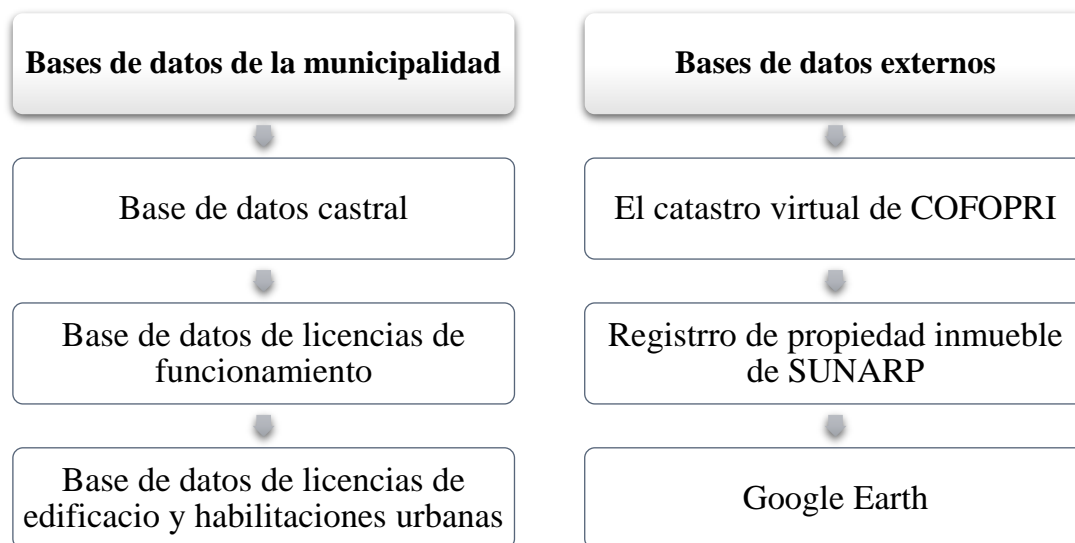 Bases de datos de la municipalidad
Base de datos castral
Base de datos de licencias de
funcionamiento
Base de datos de licencias de
edificacio y habilitaciones urbanas
Bases de datos externos
El catastro virtual de COFOPRI
Registrro de propiedad inmueble
de SUNARP
Google Earth